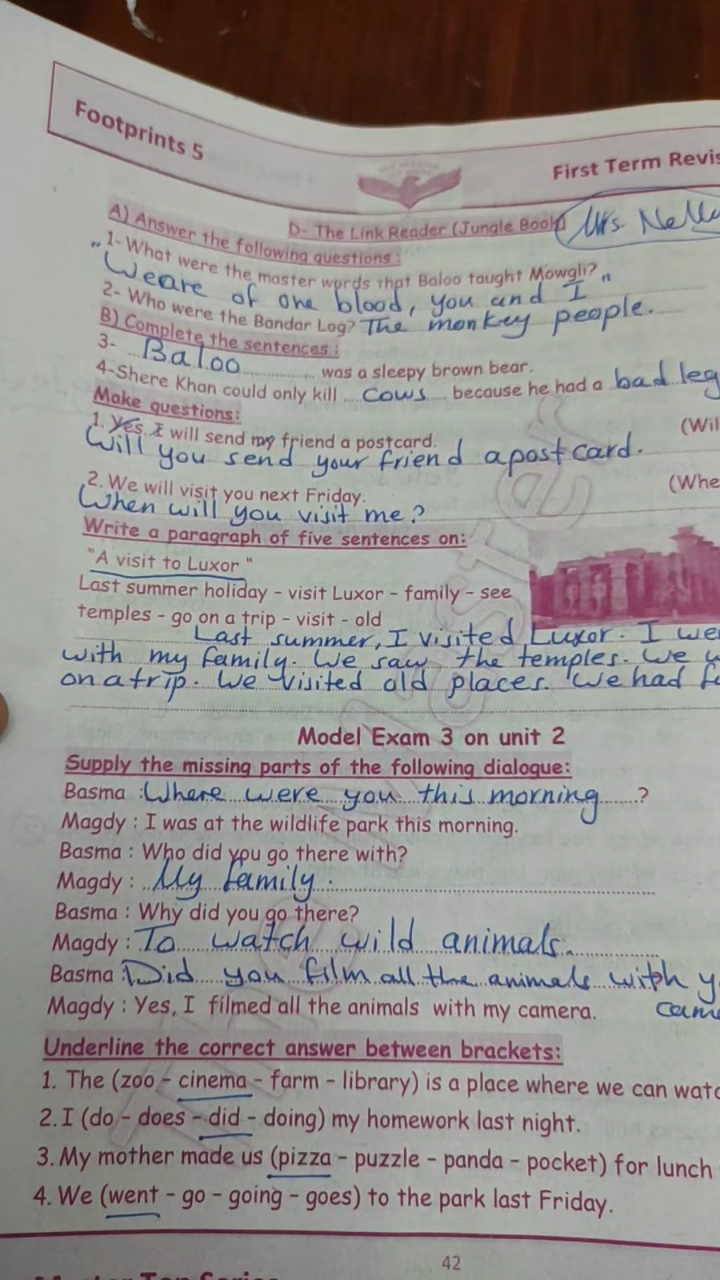 Footprints 5
First Term Revis
D- The Link Reader (Jungle Book)
Mrs. Nelly
A) Answer the following questions :
1- What were the master words that Baloo taught Mowgli?
"We are of one blood, you and I"
2- Who were the Bandar Log? The monkey people.
B) Complete the sentences :
3- Baloo was a sleepy brown bear.
4-Shere Khan could only kill cows because he had a bad leg
Make questions:
1. Yes, I will send my friend a postcard. (Wil
Will you send your friend a post card.
2. We will visit you next Friday. (Whe
When will you visit me?
Write a paragraph of five sentences on:
"A visit to Luxor "
Last summer holiday - visit Luxor - family - see
temples - go on a trip - visit - old
Last summer, I visited Luxor. I we
with my family. We saw the temples. We
on a trip. We visited old places. We had f
Model Exam 3 on unit 2
Supply the missing parts of the following dialogue:
Basma : Where were you this morning ?
Magdy : I was at the wildlife park this morning.
Basma : Who did you go there with?
Magdy : My family.
Basma : Why did you go there?
Magdy : To watch wild animals.
Basma : Did you film all the animals with y
came
Magdy : Yes, I filmed all the animals with my camera.
Underline the correct answer between brackets:
1. The (zoo - cinema - farm - library) is a place where we can watc
2. I (do - does - did - doing) my homework last night.
3. My mother made us (pizza - puzzle - panda - pocket) for lunch
4. We (went - go - going - goes) to the park last Friday.
42
The Master